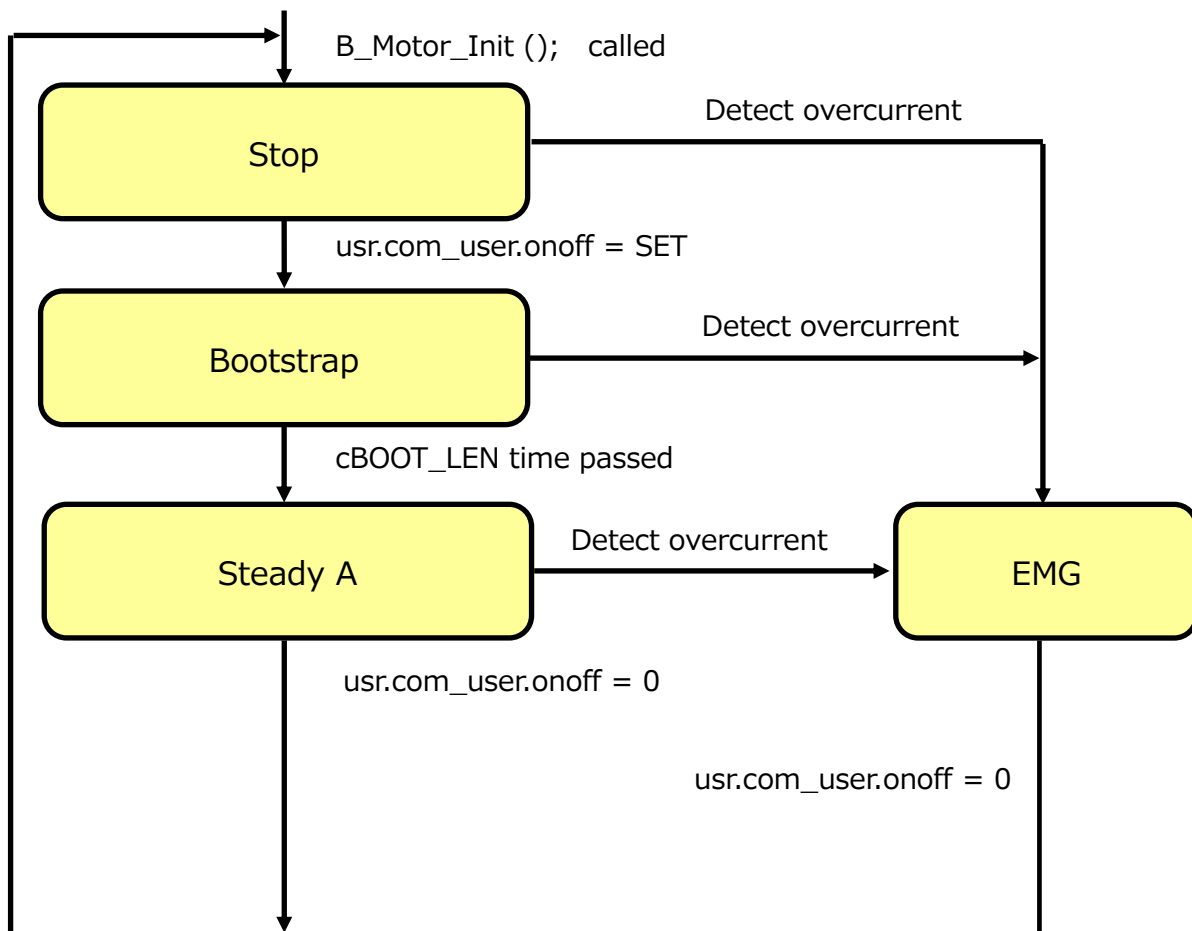 B_Motor_Init ();   called
Detect overcurrent
Stop
usr.com_user.onoff = SET
Detect overcurrent
Bootstrap
cBOOT_LEN time passed
Detect overcurrent
Steady A
EMG
usr.com_user.onoff = 0
usr.com_user.onoff = 0